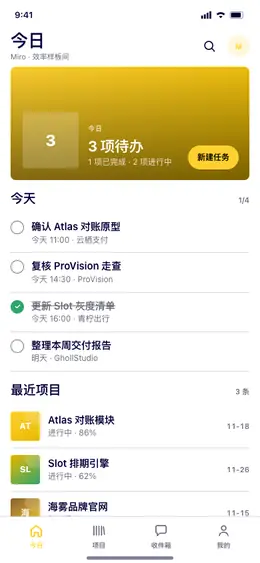 9:41
今日
Miro · 效率样板间
3
今日
3 项待办
1 项已完成 · 2 项进行中
新建任务
今天
1/4
确认 Atlas 对账原型
今天 11:00 · 云栖支付
复核 ProVision 走查
今天 14:30 · ProVision
更新 Slot 灰度清单
今天 16:00 · 青柠出行
整理本周交付报告
明天 · GhollStudio
最近项目
3 条
AT
Atlas 对账模块
进行中 · 86%
11-18
SL
Slot 排期引擎
进行中 · 62%
11-26
海
海雾品牌官网
11-15
今日
项目
收件箱
我的